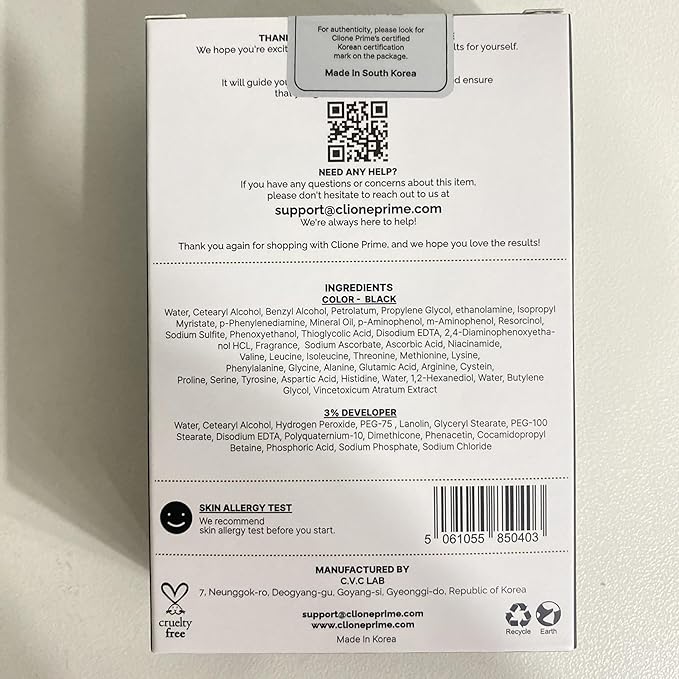 For authenticity, please look for
Clione Prime's certified
Korean certification
mark on the package.
Made In South Korea
We hope you're
for yourself.
It will guide
ensure
NEED ANY HELP?
If you have any questions or concerns about this item,
please don't hesitate to reach out to us at
support@clioneprime.com
We're always here to help!
Thank you again for shopping with Clione Prime, and we hope you love the results!
INGREDIENTS
COLOR - BLACK
Water, Cetearyl Alcohol, Benzyl Alcohol, Petrolatum, Propylene Glycol, ethanolamine, Isopropyl
Myristate, p-Phenylenediamine, Mineral Oil, p-Aminophenol, m-Aminophenol, Resorcinol,
Sodium Sulfite, Phenoxyethanol, Thioglycolic Acid, Disodium EDTA, 2,4-Diaminophenoxyetha-
nol HCL, Fragrance, Sodium Ascorbate, Ascorbic Acid, Niacinamide,
Valine, Leucine, Isoleucine, Threonine, Methionine, Lysine,
Phenylalanine, Glycine, Alanine, Glutamic Acid, Arginine, Cystein,
Proline, Serine, Tyrosine, Aspartic Acid, Histidine, Water, 1,2-Hexanediol, Water, Butylene
Glycol, Vincetoxicum Atratum Extract
3% DEVELOPER
Water, Cetearyl Alcohol, Hydrogen Peroxide, PEG-75 , Lanolin, Glyceryl Stearate, PEG-100
Stearate, Disodium EDTA, Polyquaternium-10, Dimethicone, Phenacetin, Cocamidopropyl
Betaine, Phosphoric Acid, Sodium Phosphate, Sodium Chloride
SKIN ALLERGY TEST
We recommend
skin allergy test before you start.
5 061055 850403
MANUFACTURED BY
C.V.C LAB
7, Neunggok-ro, Deogyang-gu, Goyang-si, Gyeonggi-do, Republic of Korea
cruelty
free
support@clioneprime.com
www.clioneprime.com
Made In Korea
Recycle
Earth